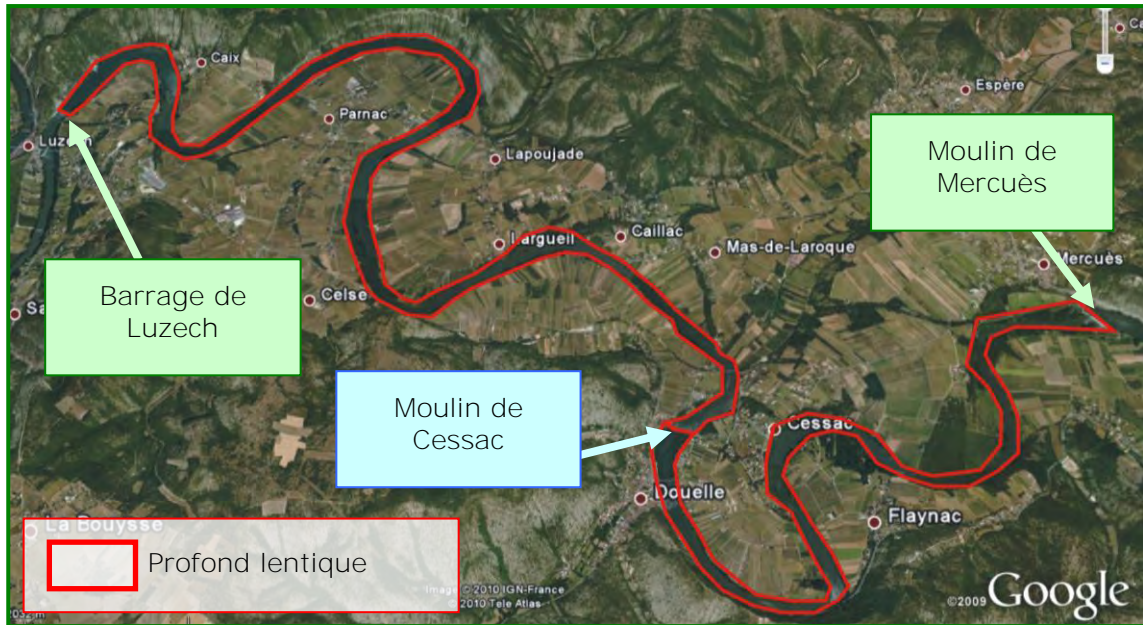 Caix
Espère
Parnac
Luzech
Lapoujade
Moulin de
Mercuès
Largueil
Caillac
Mas-de-Laroque
Mercuès
Barrage de
Luzech
Celse
Moulin de
Cessac
Cessac
Douelle
Flaynac
La Bouysse
Profond lentique
Image © 2010 IGN-France
© 2010 Tele Atlas
©2009 Google